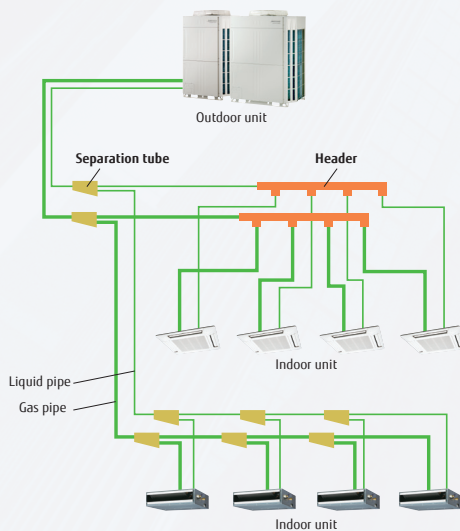 Outdoor unit
Separation tube
Header
Indoor unit
Liquid pipe
Gas pipe
Indoor unit